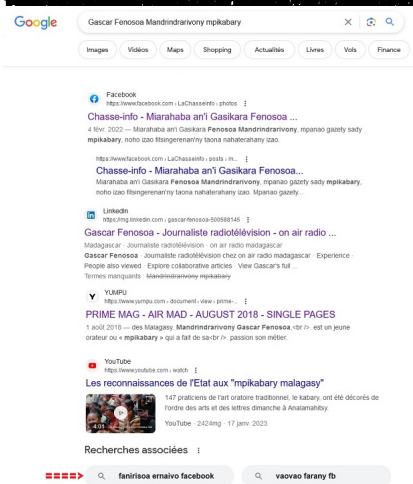 Google
Gascar Fenosoa Mandrindrarivony mpikabary
Images
Vidéos
Maps
Shopping
Actualités
Livres
Vols
Finance
Facebook
https://www.facebook.com › LaChasseinfo › photos
Chasse-info - Miarahaba an'i Gasikara Fenosoa ...
4 févr. 2022 — Miarahaba an'i Gasikara Fenosoa Mandrindrarivony, mpanao gazety sady
mpikabary, noho izao fitsingerenan'ny taona nahaterahany izao.
https://www.facebook.com › LaChasseinfo › posts › m...
Chasse-info - Miarahaba an'i Gasikara Fenosoa...
Miarahaba an'i Gasikara Fenosoa Mandrindrarivony, mpanao gazety sady mpikabary,
noho izao fitsingerenan'ny taona nahaterahany izao. Mpanao gazety...
LinkedIn
https://mg.linkedin.com › gascar-fenosoa-500588145
Gascar Fenosoa - Journaliste radiotélévision - on air radio ...
Madagascar · Journaliste radiotélévision · on air radio madagascar
Gascar Fenosoa · Journaliste radiotélévision chez on air radio madagascar · Experience ·
People also viewed · Explore collaborative articles · View Gascar's full ...
Termes manquants : Mandrindrarivony mpikabary
YUMPU
https://www.yumpu.com › document › view › prime-..
PRIME MAG - AIR MAD - AUGUST 2018 - SINGLE PAGES
1 août 2018 — des Malagasy, Mandrindrarivony Gascar Fenosoa,<br />. est un jeune
orateur ou « mpikabary » qui a fait de sa<br />. passion son métier.
YouTube
https://www.youtube.com › watch
Les reconnaissances de l'Etat aux "mpikabary malagasy"
147 praticiens de l'art oratoire traditionnel, le kabary, ont été décorés de
l'ordre des arts et des lettres dimanche à Analamahitsy.
4:01
YouTube · 2424mg · 17 janv. 2023
Recherches associées
fanirisoa ernaivo facebook
vaovao farany fb